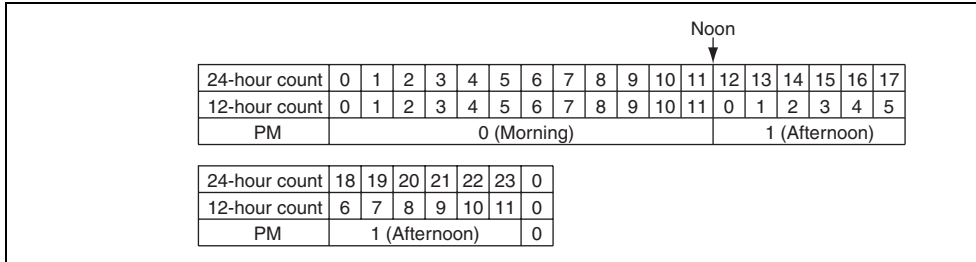 Noon
24-hour count 0 1 2 3 4 5 6 7 8 9 10 11 12 13 14 15 16 17
12-hour count 0 1 2 3 4 5 6 7 8 9 10 11 0 1 2 3 4 5
PM 0 (Morning) 1 (Afternoon)
24-hour count 18 19 20 21 22 23 0
12-hour count 6 7 8 9 10 11 0
PM 1 (Afternoon) 0